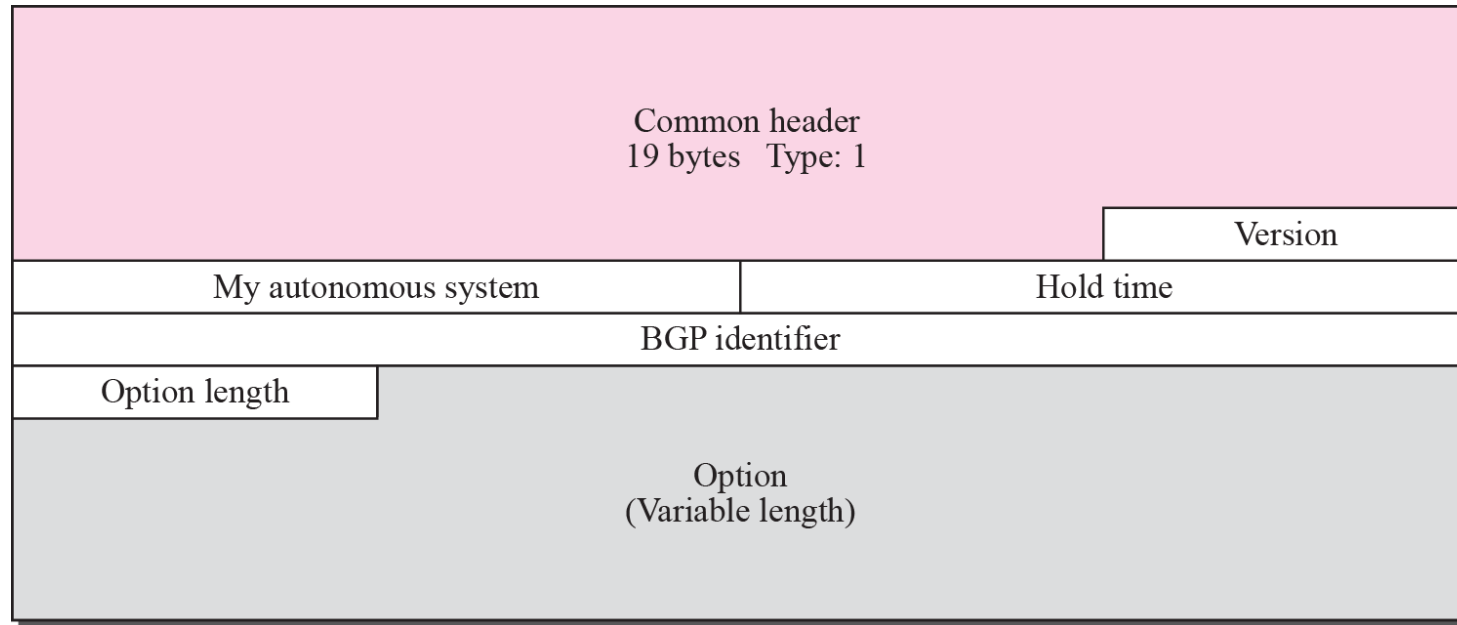 Common header
19 bytes Type: 1
Version
My autonomous system
Hold time
BGP identifier
Option length
Option
(Variable length)